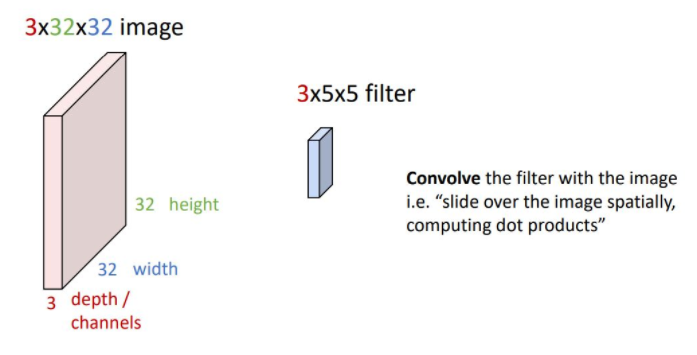 3x32x32 image
3x5x5 filter
Convolve the filter with the image
i.e. “slide over the image spatially,
computing dot products”
32 height
32 width
3 depth /
channels